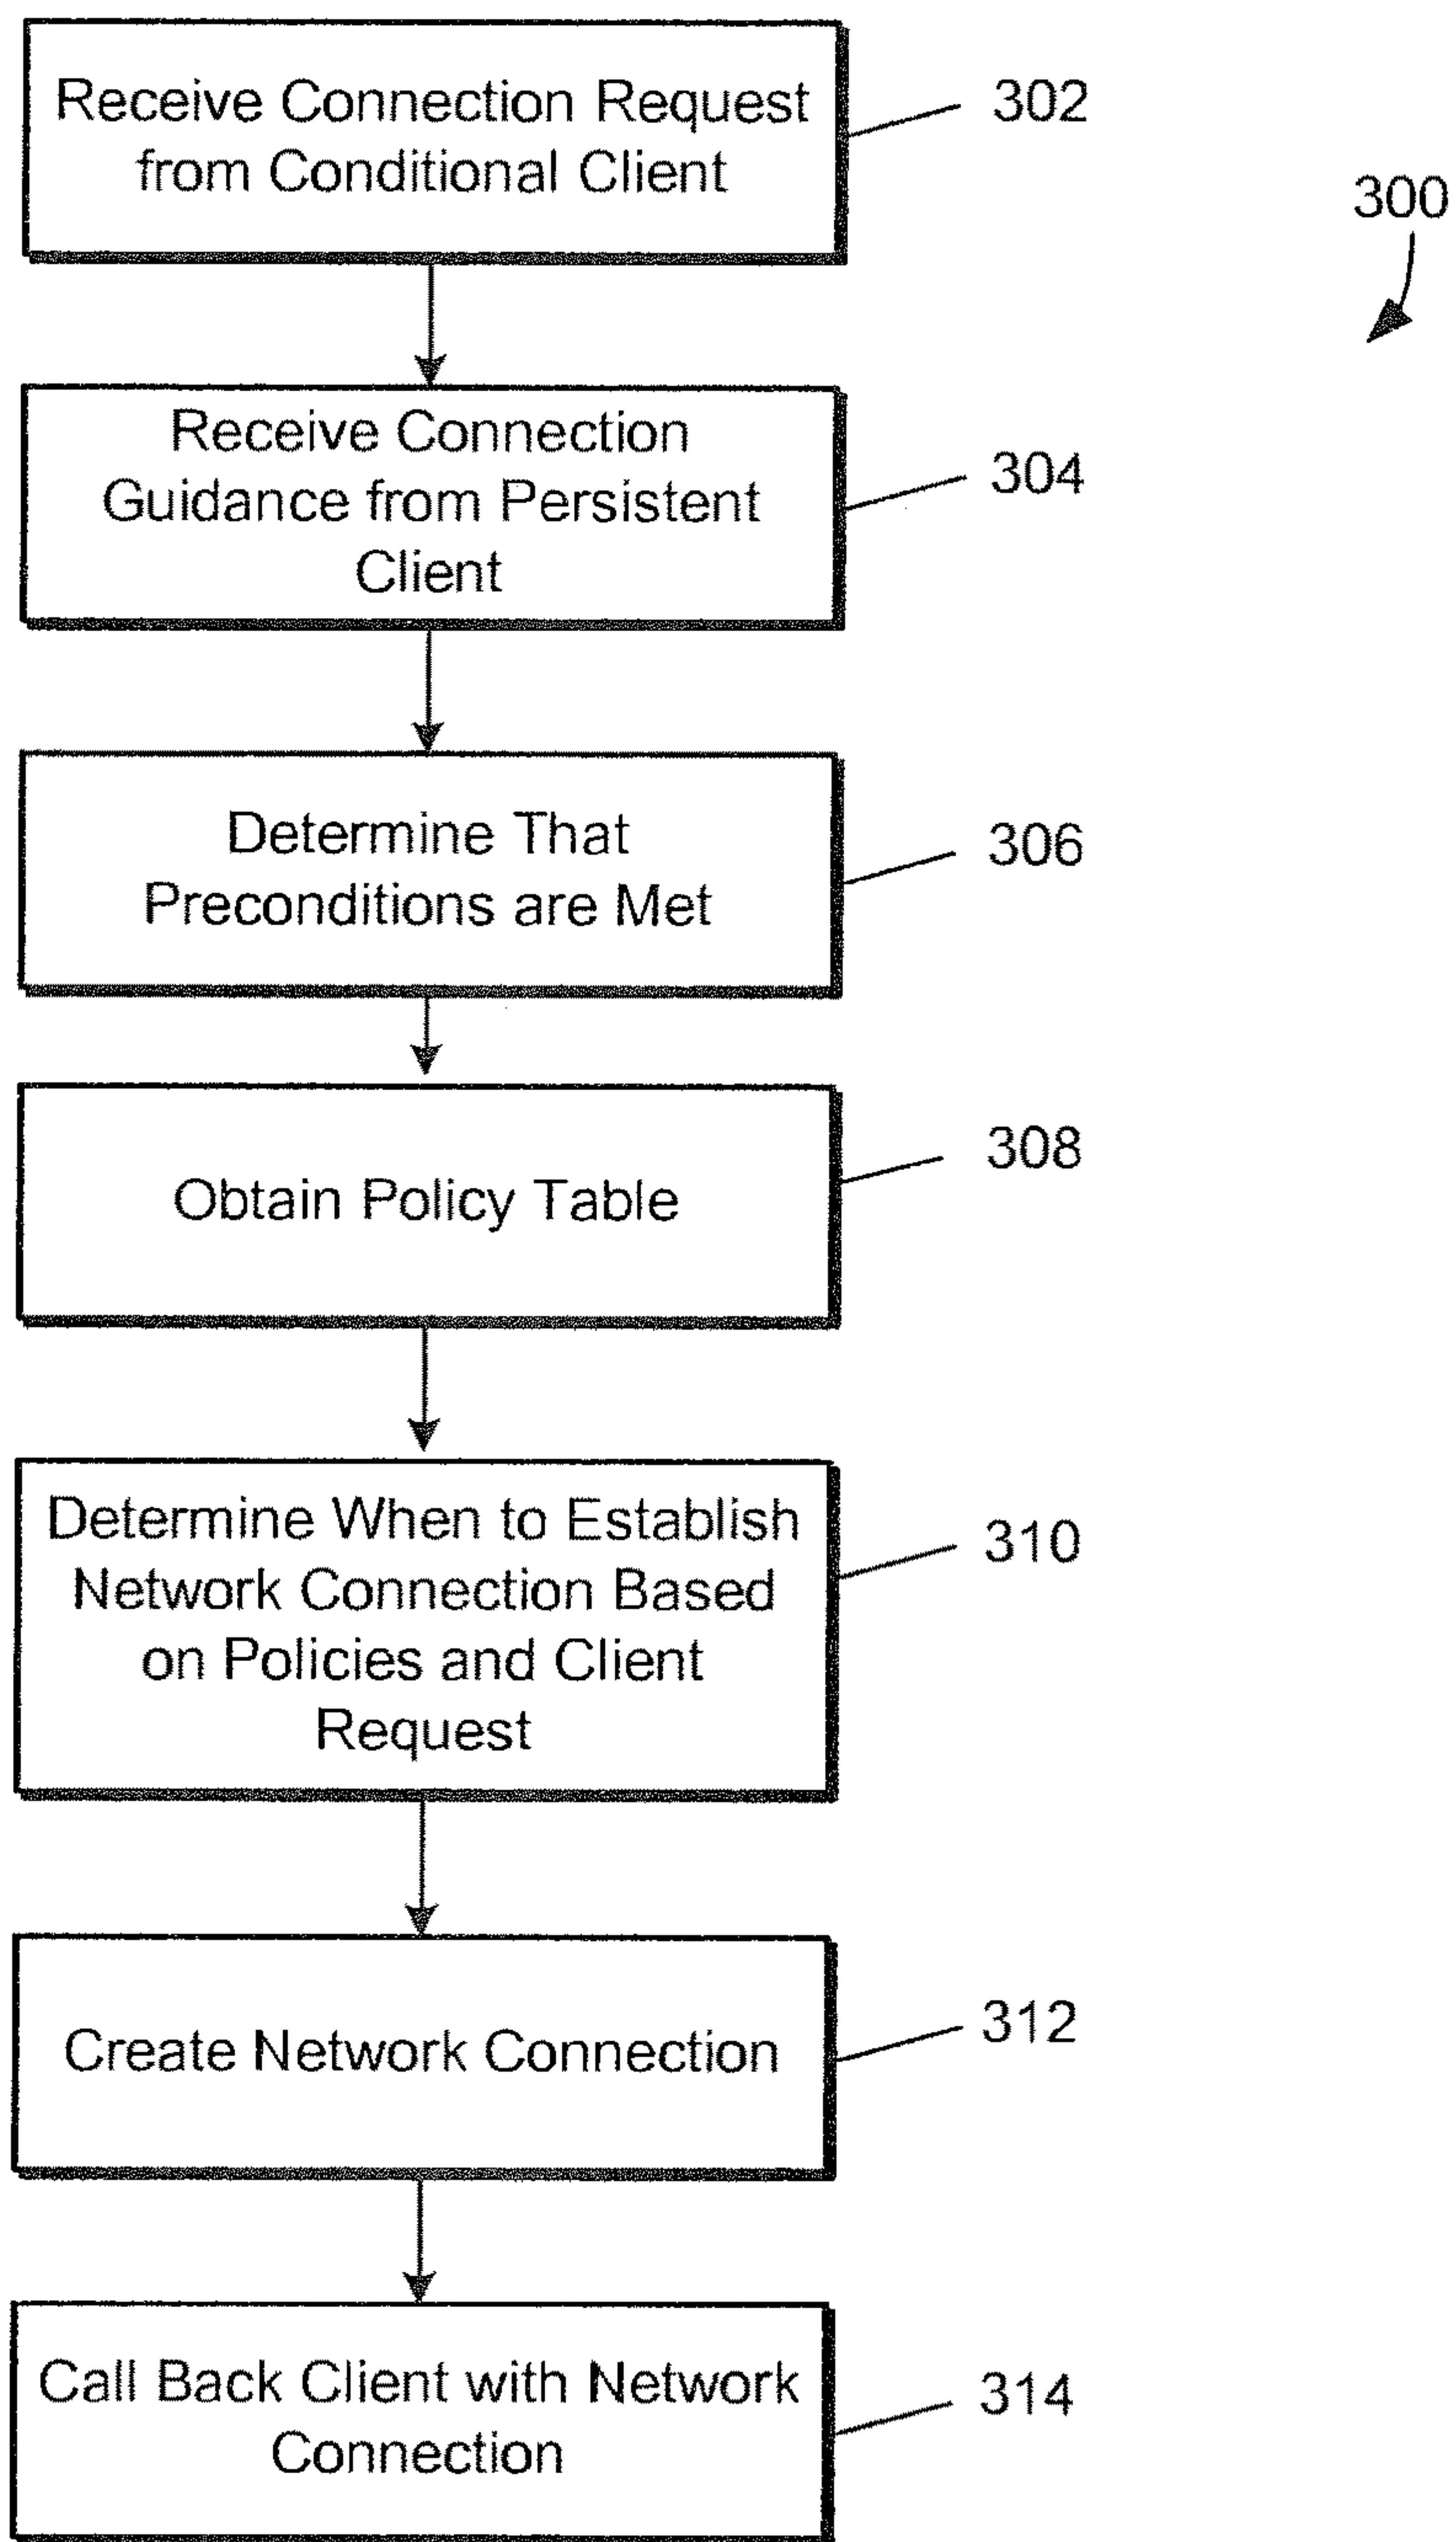 Receive Connection Request
from Conditional Client
302
300
Receive Connection
Guidance from Persistent
Client
304
Determine That
Preconditions are Met
306
Obtain Policy Table
308
Determine When to Establish
Network Connection Based
on Policies and Client
Request
310
Create Network Connection
312
Call Back Client with Network
Connection
314